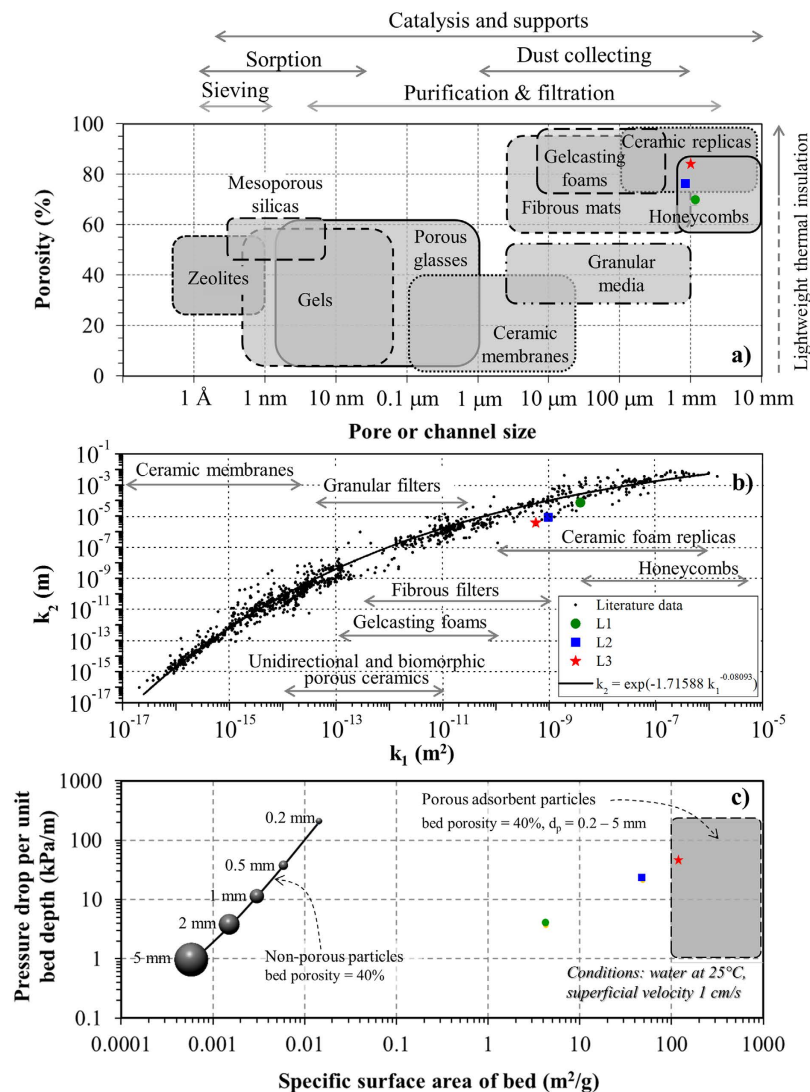 Catalysis and supports
Sorption
Dust collecting
Sieving
Purification & filtration
100
80
60
40
20
0
Porosity (%)
Ceramic replicas
Gelcasting
foams
Mesoporous
silicas
Fibrous mats
Honeycombs
Porous
glasses
Zeolites
Gels
Granular
media
Ceramic
membranes
a)
Lightweight thermal insulation
1 Å
1 nm
10 nm
0.1 µm
1 µm
10 µm
100 µm
1 mm
10 mm
Pore or channel size
10⁻¹
10⁻³
10⁻⁵
10⁻⁷
10⁻⁹
10⁻¹¹
10⁻¹³
10⁻¹⁵
10⁻¹⁷
k₂ (m)
b)
Ceramic membranes
Granular filters
Ceramic foam replicas
Honeycombs
Fibrous filters
Gelcasting foams
Unidirectional and biomorphic
porous ceramics
Literature data
L1
L2
L3
k₂ = exp(-1.71588 k₁^-0.08093)
10⁻¹⁷
10⁻¹⁵
10⁻¹³
10⁻¹¹
10⁻⁹
10⁻⁷
10⁻⁵
k₁ (m²)
1000
100
10
1
0.1
Pressure drop per unit
bed depth (kPa/m)
c)
0.2 mm
0.5 mm
1 mm
2 mm
5 mm
Non-porous particles
bed porosity = 40%
Porous adsorbent particles
bed porosity = 40%, dₚ = 0.2 – 5 mm
Conditions: water at 25°C,
superficial velocity 1 cm/s
0.0001
0.001
0.01
0.1
1
10
100
1000
Specific surface area of bed (m²/g)